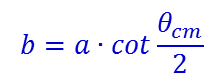 b = a · cot θ_cm/2